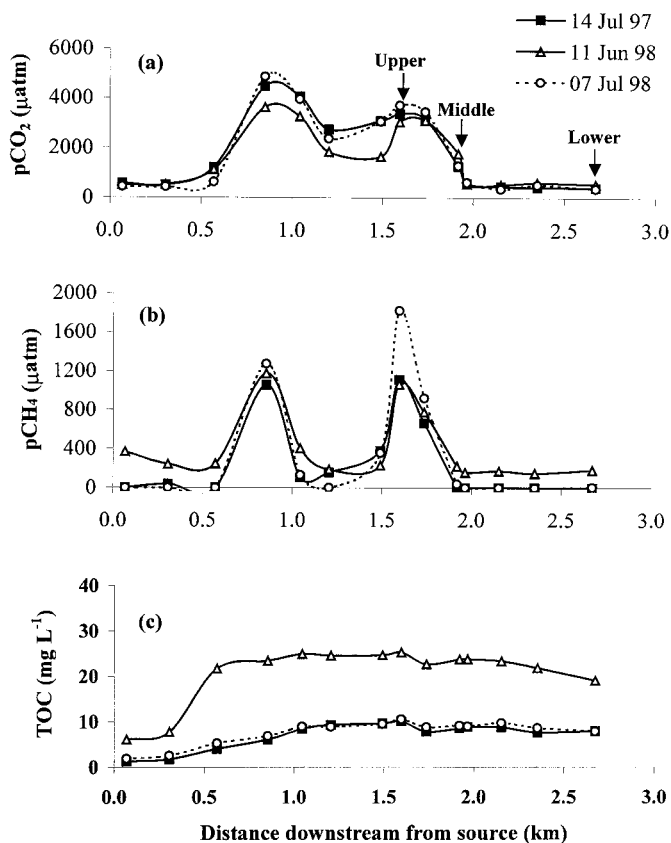 14 Jul 97
11 Jun 98
07 Jul 98
(a)
Upper
Middle
Lower
pCO₂ (µatm)
6000
4000
2000
0
0.0 0.5 1.0 1.5 2.0 2.5 3.0
(b)
pCH₄ (µatm)
2000
1600
1200
800
400
0
0.0 0.5 1.0 1.5 2.0 2.5 3.0
(c)
TOC (mg L⁻¹)
40
30
20
10
0
0.0 0.5 1.0 1.5 2.0 2.5 3.0
Distance downstream from source (km)